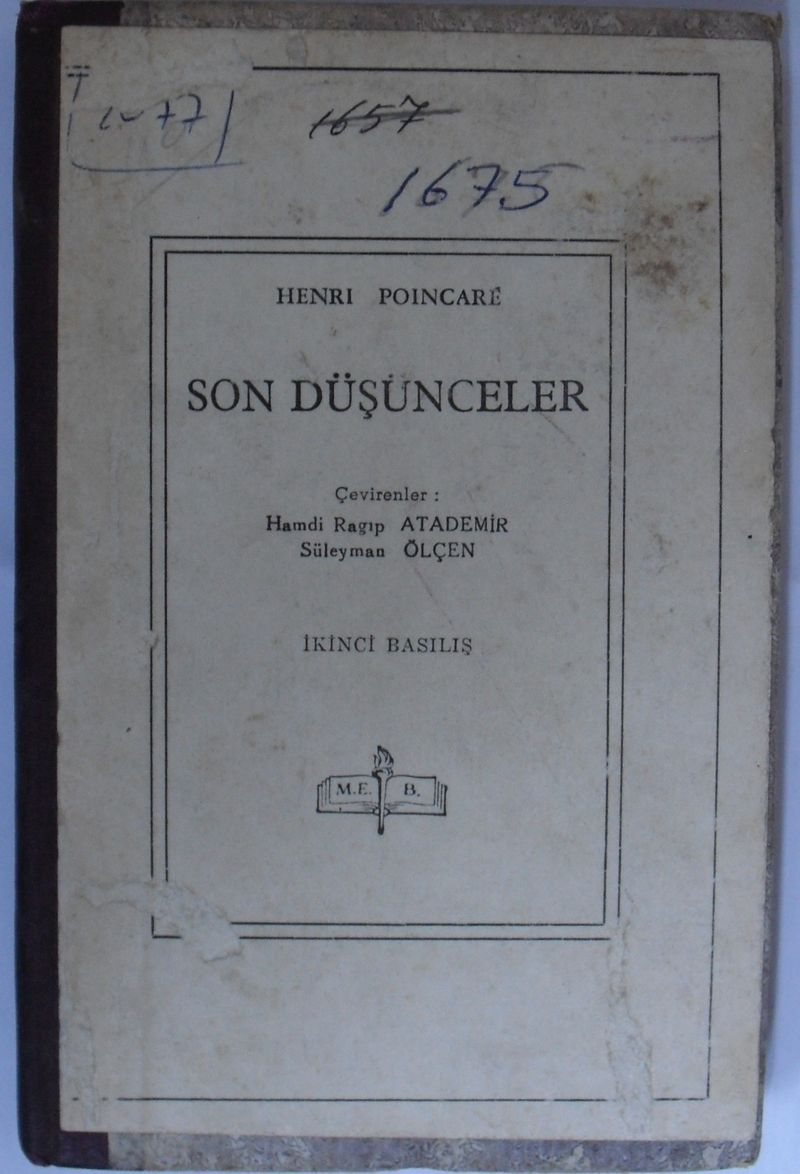 1657
1675
HENRI POINCARÉ
SON DÜŞÜNCELER
Çevirenler :
Hamdi Ragıp ATADEMİR
Süleyman ÖLÇEN
İKİNCİ BASILIŞ
M.E. B.